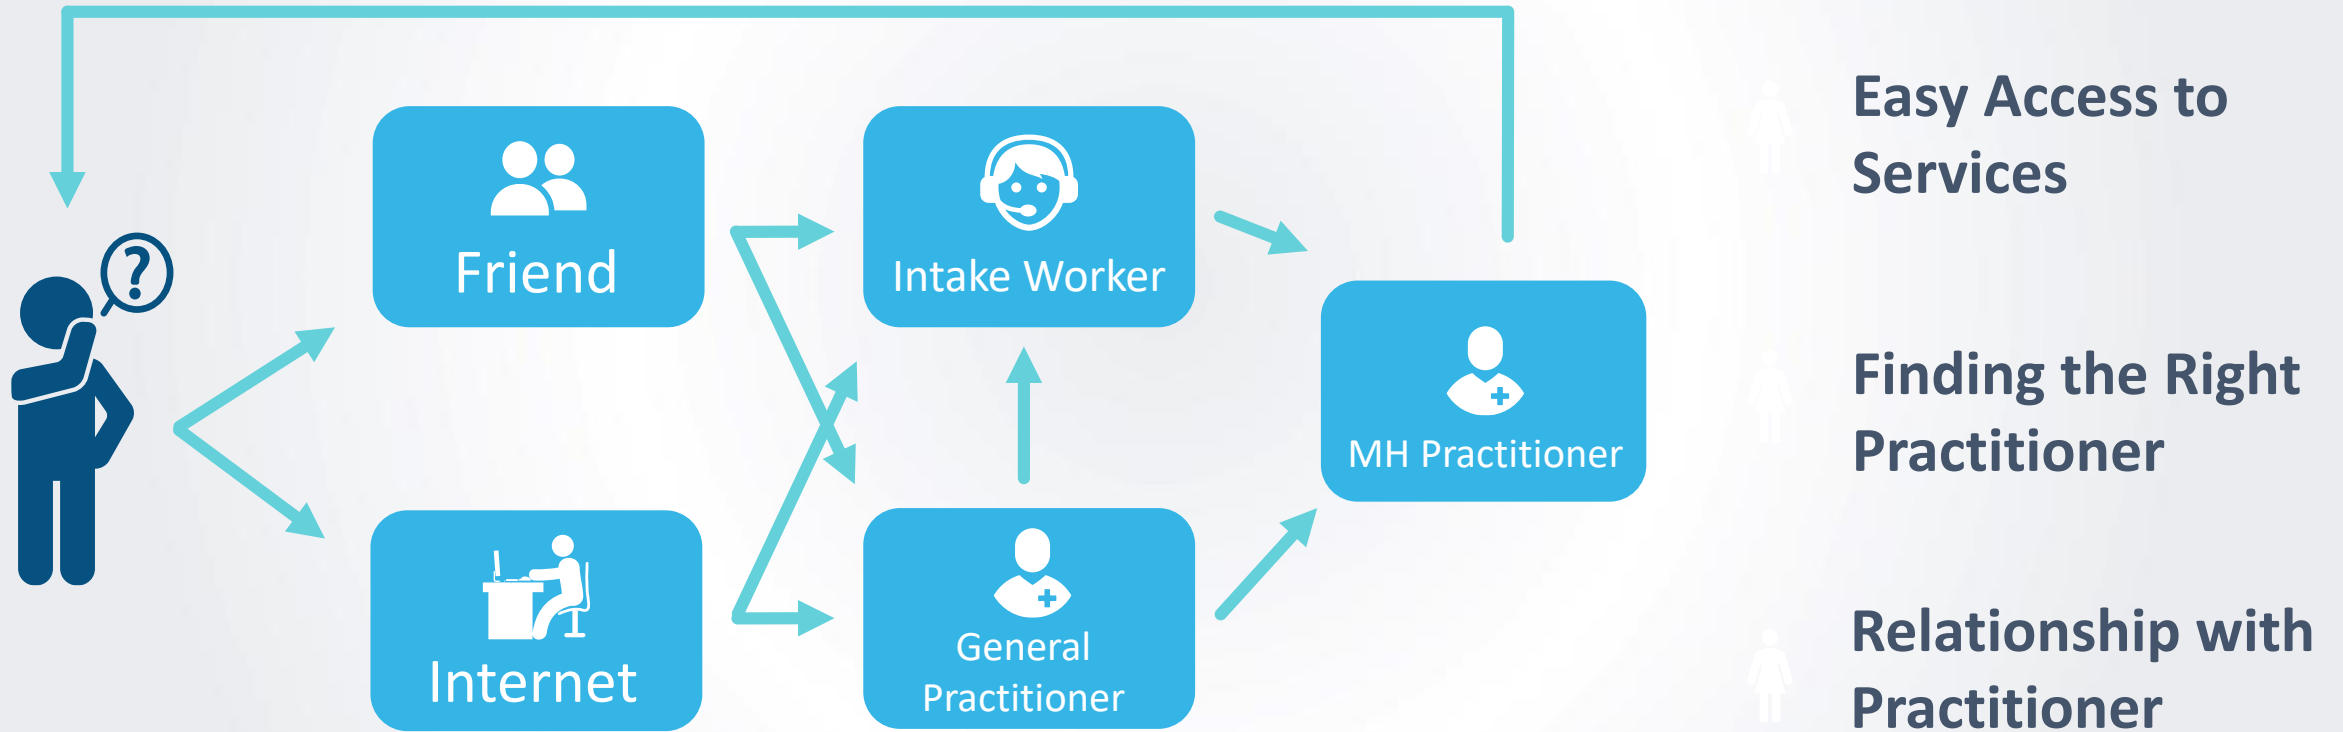 ?
Friend
Intake Worker
MH Practitioner
Internet
General
Practitioner
Easy Access to
Services
Finding the Right
Practitioner
Relationship with
Practitioner